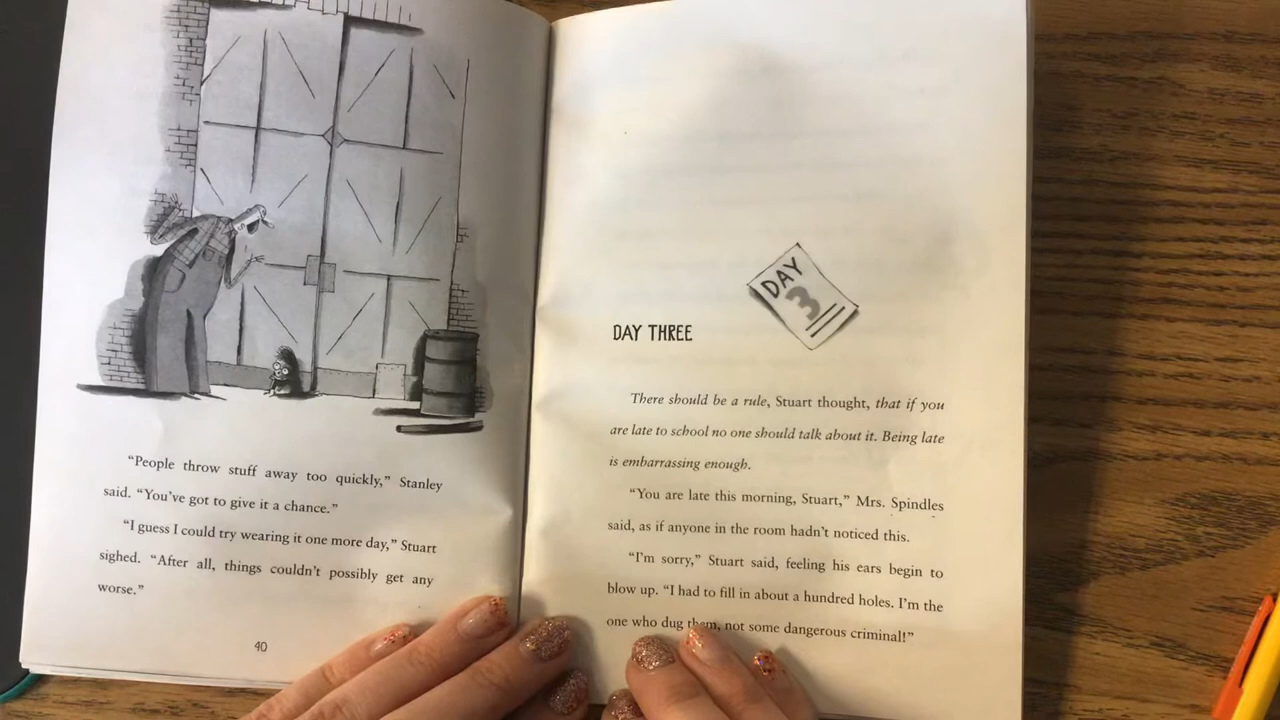 “People throw stuff away too quickly,” Stanley
said. “You’ve got to give it a chance.”
“I guess I could try wearing it one more day,” Stuart
sighed. “After all, things couldn’t possibly get any
worse.”
40
DAY
3
DAY THREE
There should be a rule, Stuart thought, that if you
are late to school no one should talk about it. Being late
is embarrassing enough.
“You are late this morning, Stuart,” Mrs. Spindles
said, as if anyone in the room hadn’t noticed this.
“I’m sorry,” Stuart said, feeling his ears begin to
blow up. “I had to fill in about a hundred holes. I’m the
one who dug them, not some dangerous criminal!”